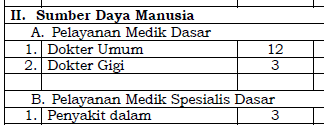 II. Sumber Daya Manusia
A. Pelayanan Medik Dasar
1. Dokter Umum 12
2. Dokter Gigi 3
B. Pelayanan Medik Spesialis Dasar
1. Penyakit dalam 3